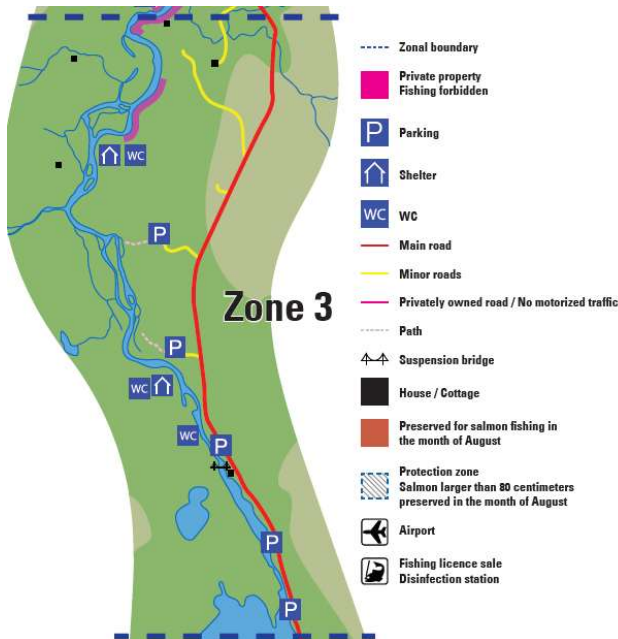 Zone 3
P
WC
P
P
WC
WC
P
P
P
Zonal boundary
Private property
Fishing forbidden
P
Parking
Shelter
WC
WC
Main road
Minor roads
Privately owned road / No motorized traffic
Path
Suspension bridge
House / Cottage
Preserved for salmon fishing in
the month of August
Protection zone
Salmon larger than 80 centimeters
preserved in the month of August
Airport
Fishing licence sale
Disinfection station